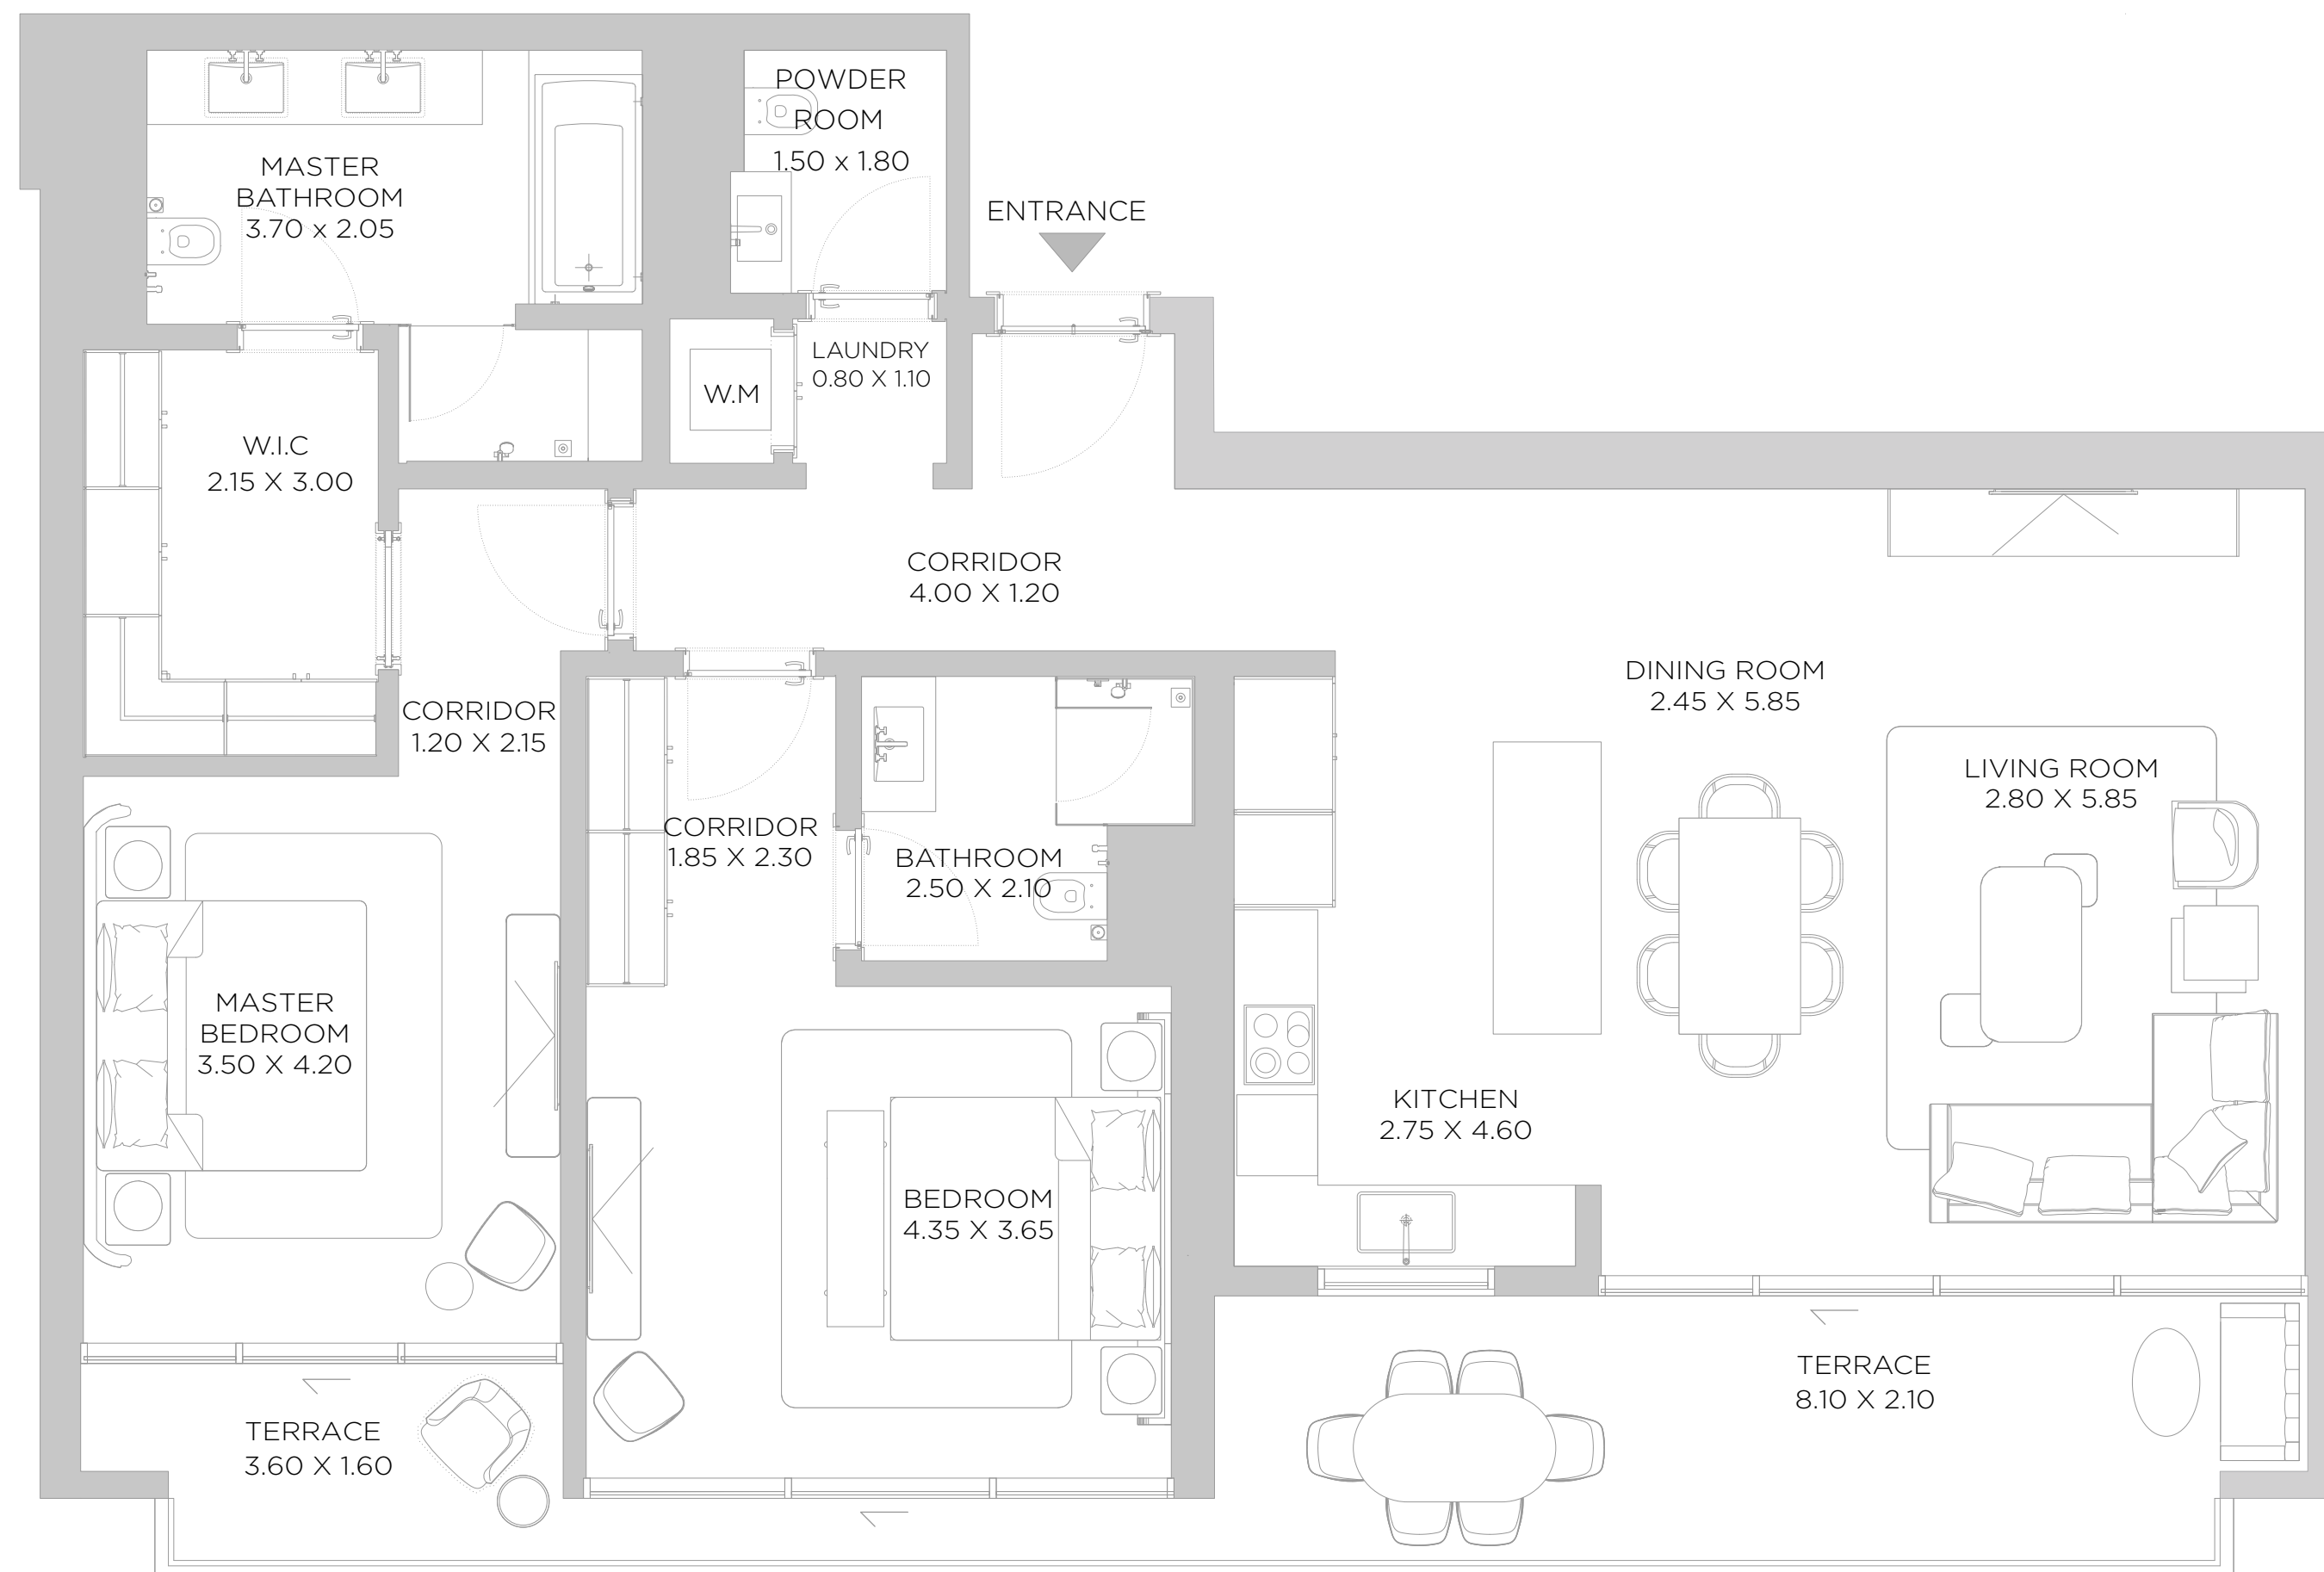 POWDER
ROOM
1.50 x 1.80
MASTER
BATHROOM
3.70 x 2.05
ENTRANCE
LAUNDRY
0.80 X 1.10
W.M
W.I.C
2.15 X 3.00
CORRIDOR
4.00 X 1.20
DINING ROOM
2.45 X 5.85
CORRIDOR
1.20 X 2.15
LIVING ROOM
2.80 X 5.85
CORRIDOR
1.85 X 2.30
BATHROOM
2.50 X 2.10
MASTER
BEDROOM
3.50 X 4.20
KITCHEN
2.75 X 4.60
BEDROOM
4.35 X 3.65
TERRACE
8.10 X 2.10
TERRACE
3.60 X 1.60